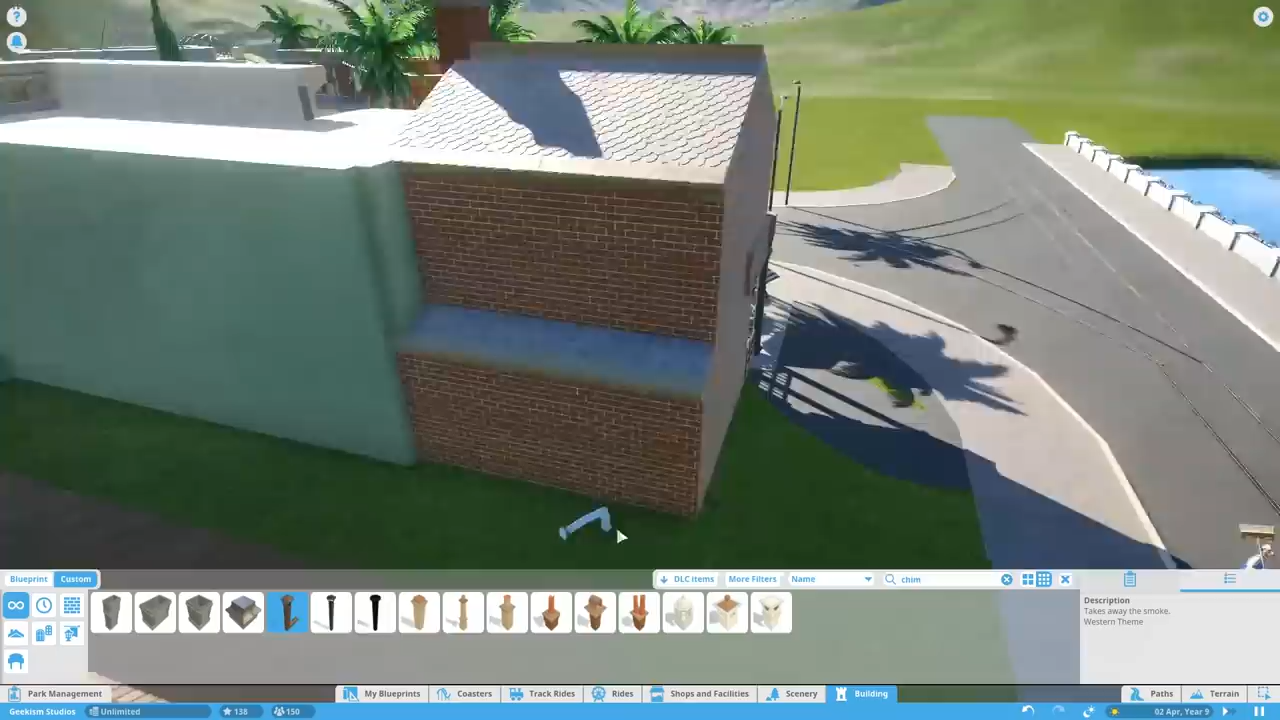 ?
Blueprint
Custom
DLC Items
More Filters
Name
chim
Description
Takes away the smoke.
Western Theme
Park Management
My Blueprints
Coasters
Track Rides
Rides
Shops and Facilities
Scenery
Building
Paths
Terrain
Geekism Studios
Unlimited
138
150
02 Apr, Year 9